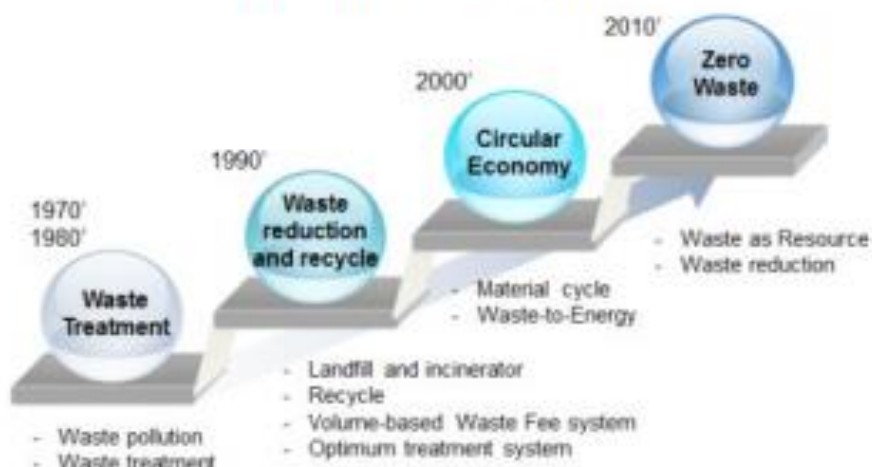 1970'
1980'
Waste
Treatment
- Waste pollution
- Waste treatment
1990'
Waste
reduction
and recycle
- Landfill and incinerator
- Recycle
- Volume-based Waste Fee system
- Optimum treatment system
2000'
Circular
Economy
- Material cycle
- Waste-to-Energy
2010'
Zero
Waste
- Waste as Resource
- Waste reduction